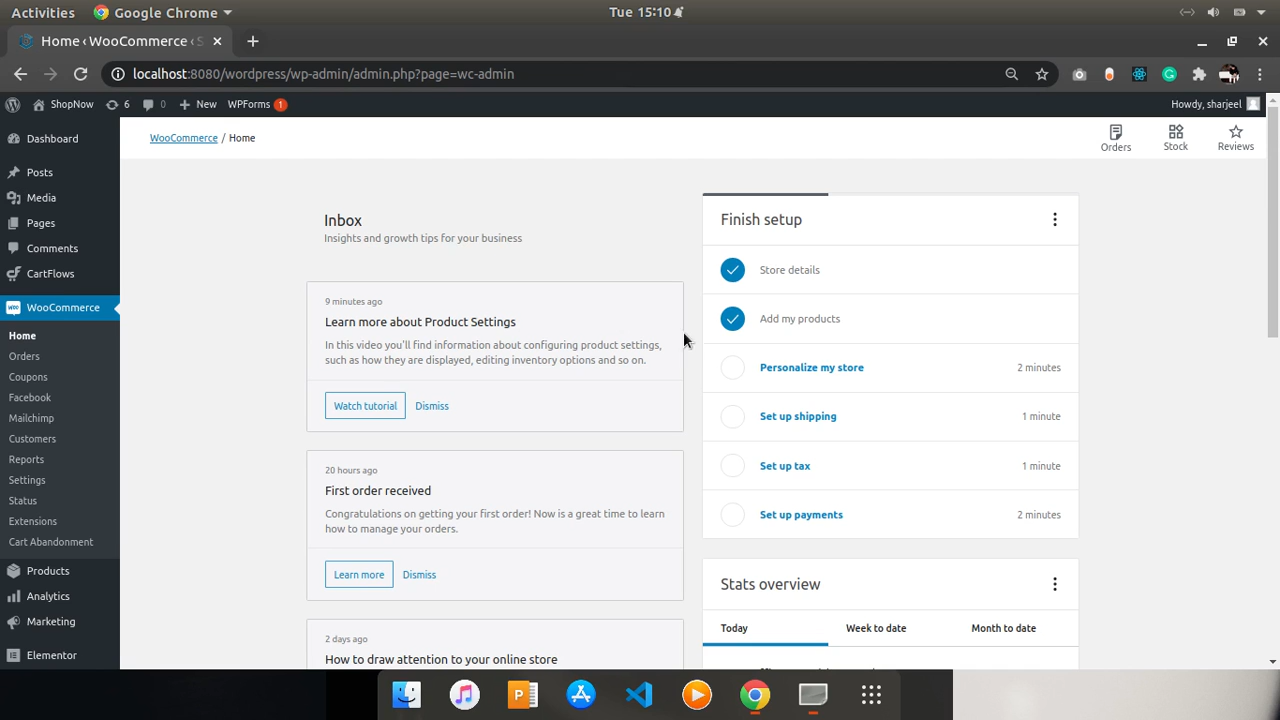 Activities
Google Chrome
Tue 15:10
Home ‹ WooCommerce ‹ S
localhost:8080/wordpress/wp-admin/admin.php?page=wc-admin
ShopNow
6
0
New
WPForms 1
Howdy, sharjeel
Dashboard
Posts
Media
Pages
Comments
CartFlows
WooCommerce
Home
Orders
Coupons
Facebook
Mailchimp
Customers
Reports
Settings
Status
Extensions
Cart Abandonment
Products
Analytics
Marketing
Elementor
WooCommerce / Home
Orders
Stock
Reviews
Inbox
Insights and growth tips for your business
9 minutes ago
Learn more about Product Settings
In this video you'll find information about configuring product settings,
such as how they are displayed, editing inventory options and so on.
Watch tutorial
Dismiss
20 hours ago
First order received
Congratulations on getting your first order! Now is a great time to learn
how to manage your orders.
Learn more
Dismiss
2 days ago
How to draw attention to your online store
Finish setup
Store details
Add my products
Personalize my store 2 minutes
Set up shipping 1 minute
Set up tax 1 minute
Set up payments 2 minutes
Stats overview
Today
Week to date
Month to date